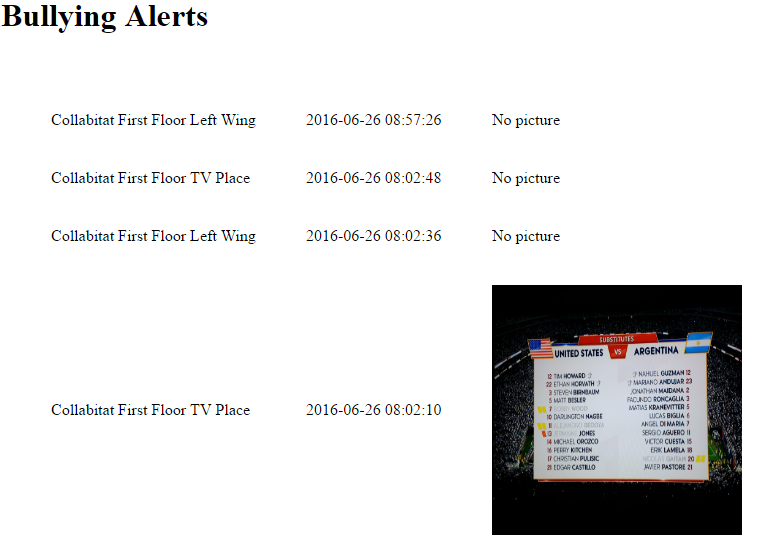 Bullying Alerts
Collabitat First Floor Left Wing 2016-06-26 08:57:26 No picture
Collabitat First Floor TV Place 2016-06-26 08:02:48 No picture
Collabitat First Floor Left Wing 2016-06-26 08:02:36 No picture
Collabitat First Floor TV Place 2016-06-26 08:02:10
SUBSTITUTES
UNITED STATES VS ARGENTINA
12 TIM HOWARD NAHUEL GUZMAN 12
22 ETHAN HORVATH MARIANO ANDUJAR 23
3 STEVEN BIRNBAUM JONATHAN MAIDANA 2
5 MATT BESLER FACUNDO RONCAGLIA 3
7 BOBBY WOOD MATIAS KRANEVITTER 5
10 DARLINGTON NAGBE LUCAS BIGLIA 6
11 ALEJANDRO BEDOYA ANGEL DI MARIA 7
13 JONES SERGIO AGUERO 11
14 MICHAEL OROZCO VICTOR CUESTA 15
16 PERRY KITCHEN ERIK LAMELA 18
17 CHRISTIAN PULISIC NICOLAS GAITAN 20
21 EDGAR CASTILLO JAVIER PASTORE 21